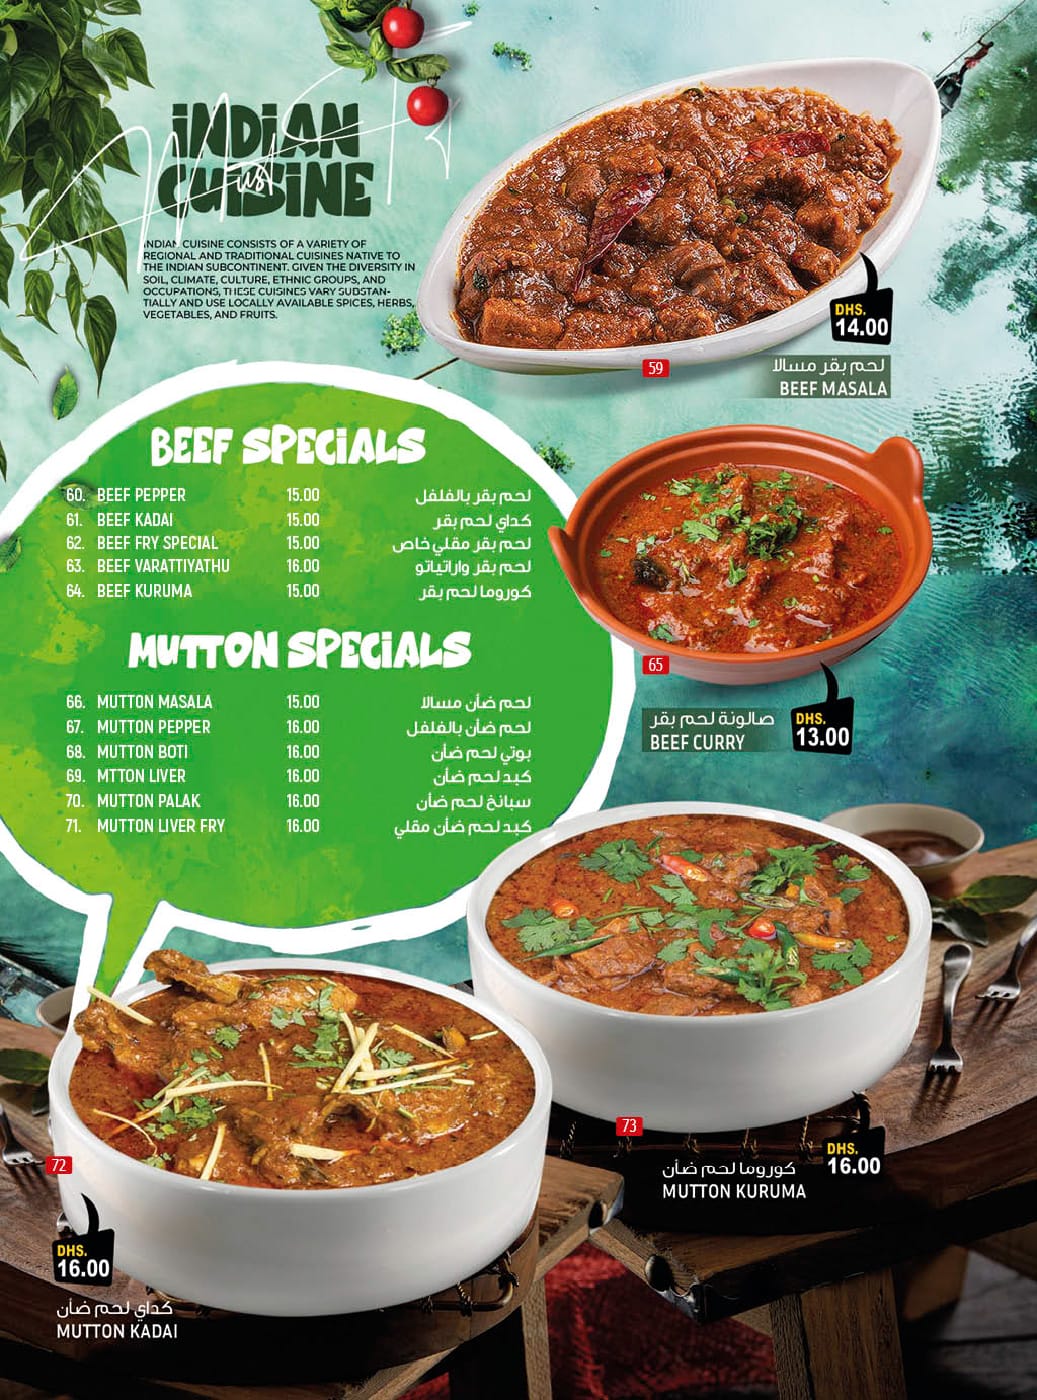 INDIAN
CUISINE
Must Try
INDIAN CUISINE CONSISTS OF A VARIETY OF
REGIONAL AND TRADITIONAL CUISINES NATIVE TO
THE INDIAN SUBCONTINENT. GIVEN THE DIVERSITY IN
SOIL, CLIMATE, CULTURE, ETHNIC GROUPS, AND
OCCUPATIONS, THESE CUISINES VARY SUBSTAN-
TIALLY AND USE LOCALLY AVAILABLE SPICES, HERBS,
VEGETABLES, AND FRUITS.
DHS.
14.00
59
لحم بقر مسالا
BEEF MASALA
BEEF SPECIALS
60. BEEF PEPPER 15.00 لحم بقر بالفلفل
61. BEEF KADAI 15.00 كداي لحم بقر
62. BEEF FRY SPECIAL 15.00 لحم بقر مقلي خاص
63. BEEF VARATTIYATHU 16.00 لحم بقر واراتياتو
64. BEEF KURUMA 15.00 كوروما لحم بقر
MUTTON SPECIALS
66. MUTTON MASALA 15.00 لحم ضأن مسالا
67. MUTTON PEPPER 16.00 لحم ضأن بالفلفل
68. MUTTON BOTI 16.00 بوتي لحم ضأن
69. MTTON LIVER 16.00 كبد لحم ضأن
70. MUTTON PALAK 16.00 سبانخ لحم ضأن
71. MUTTON LIVER FRY 16.00 كبد لحم ضأن مقلي
65
صالونة لحم بقر
BEEF CURRY
DHS.
13.00
73
كوروما لحم ضأن
MUTTON KURUMA
DHS.
16.00
72
DHS.
16.00
كداي لحم ضأن
MUTTON KADAI